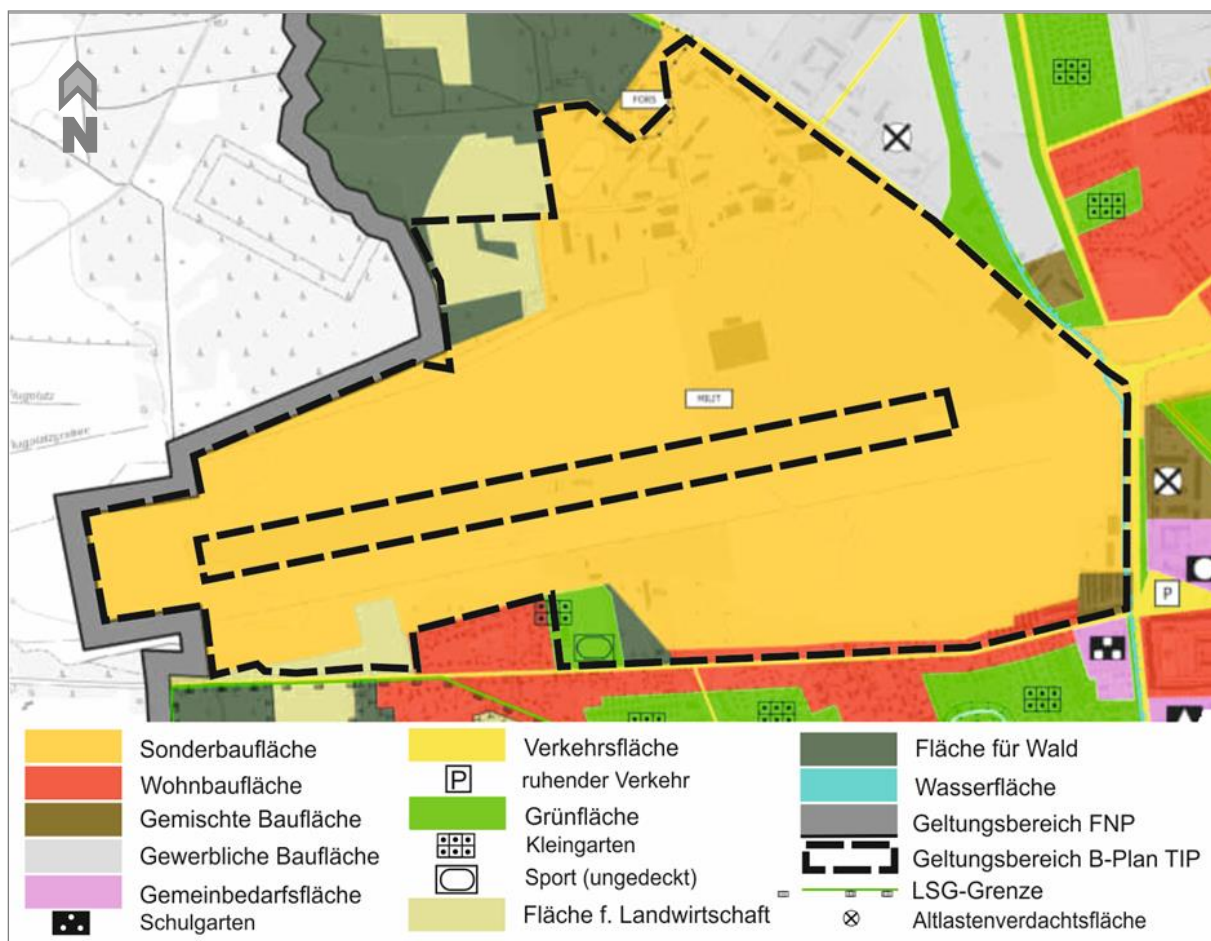 N
FORS
MILIT
P
Sonderbaufläche
Wohnbaufläche
Gemischte Baufläche
Gewerbliche Baufläche
Gemeinbedarfsfläche
Schulgarten
Verkehrsfläche
P ruhender Verkehr
Grünfläche
Kleingarten
Sport (ungedeckt)
Fläche f. Landwirtschaft
Fläche für Wald
Wasserfläche
Geltungsbereich FNP
Geltungsbereich B-Plan TIP
LSG-Grenze
Altlastenverdachtsfläche